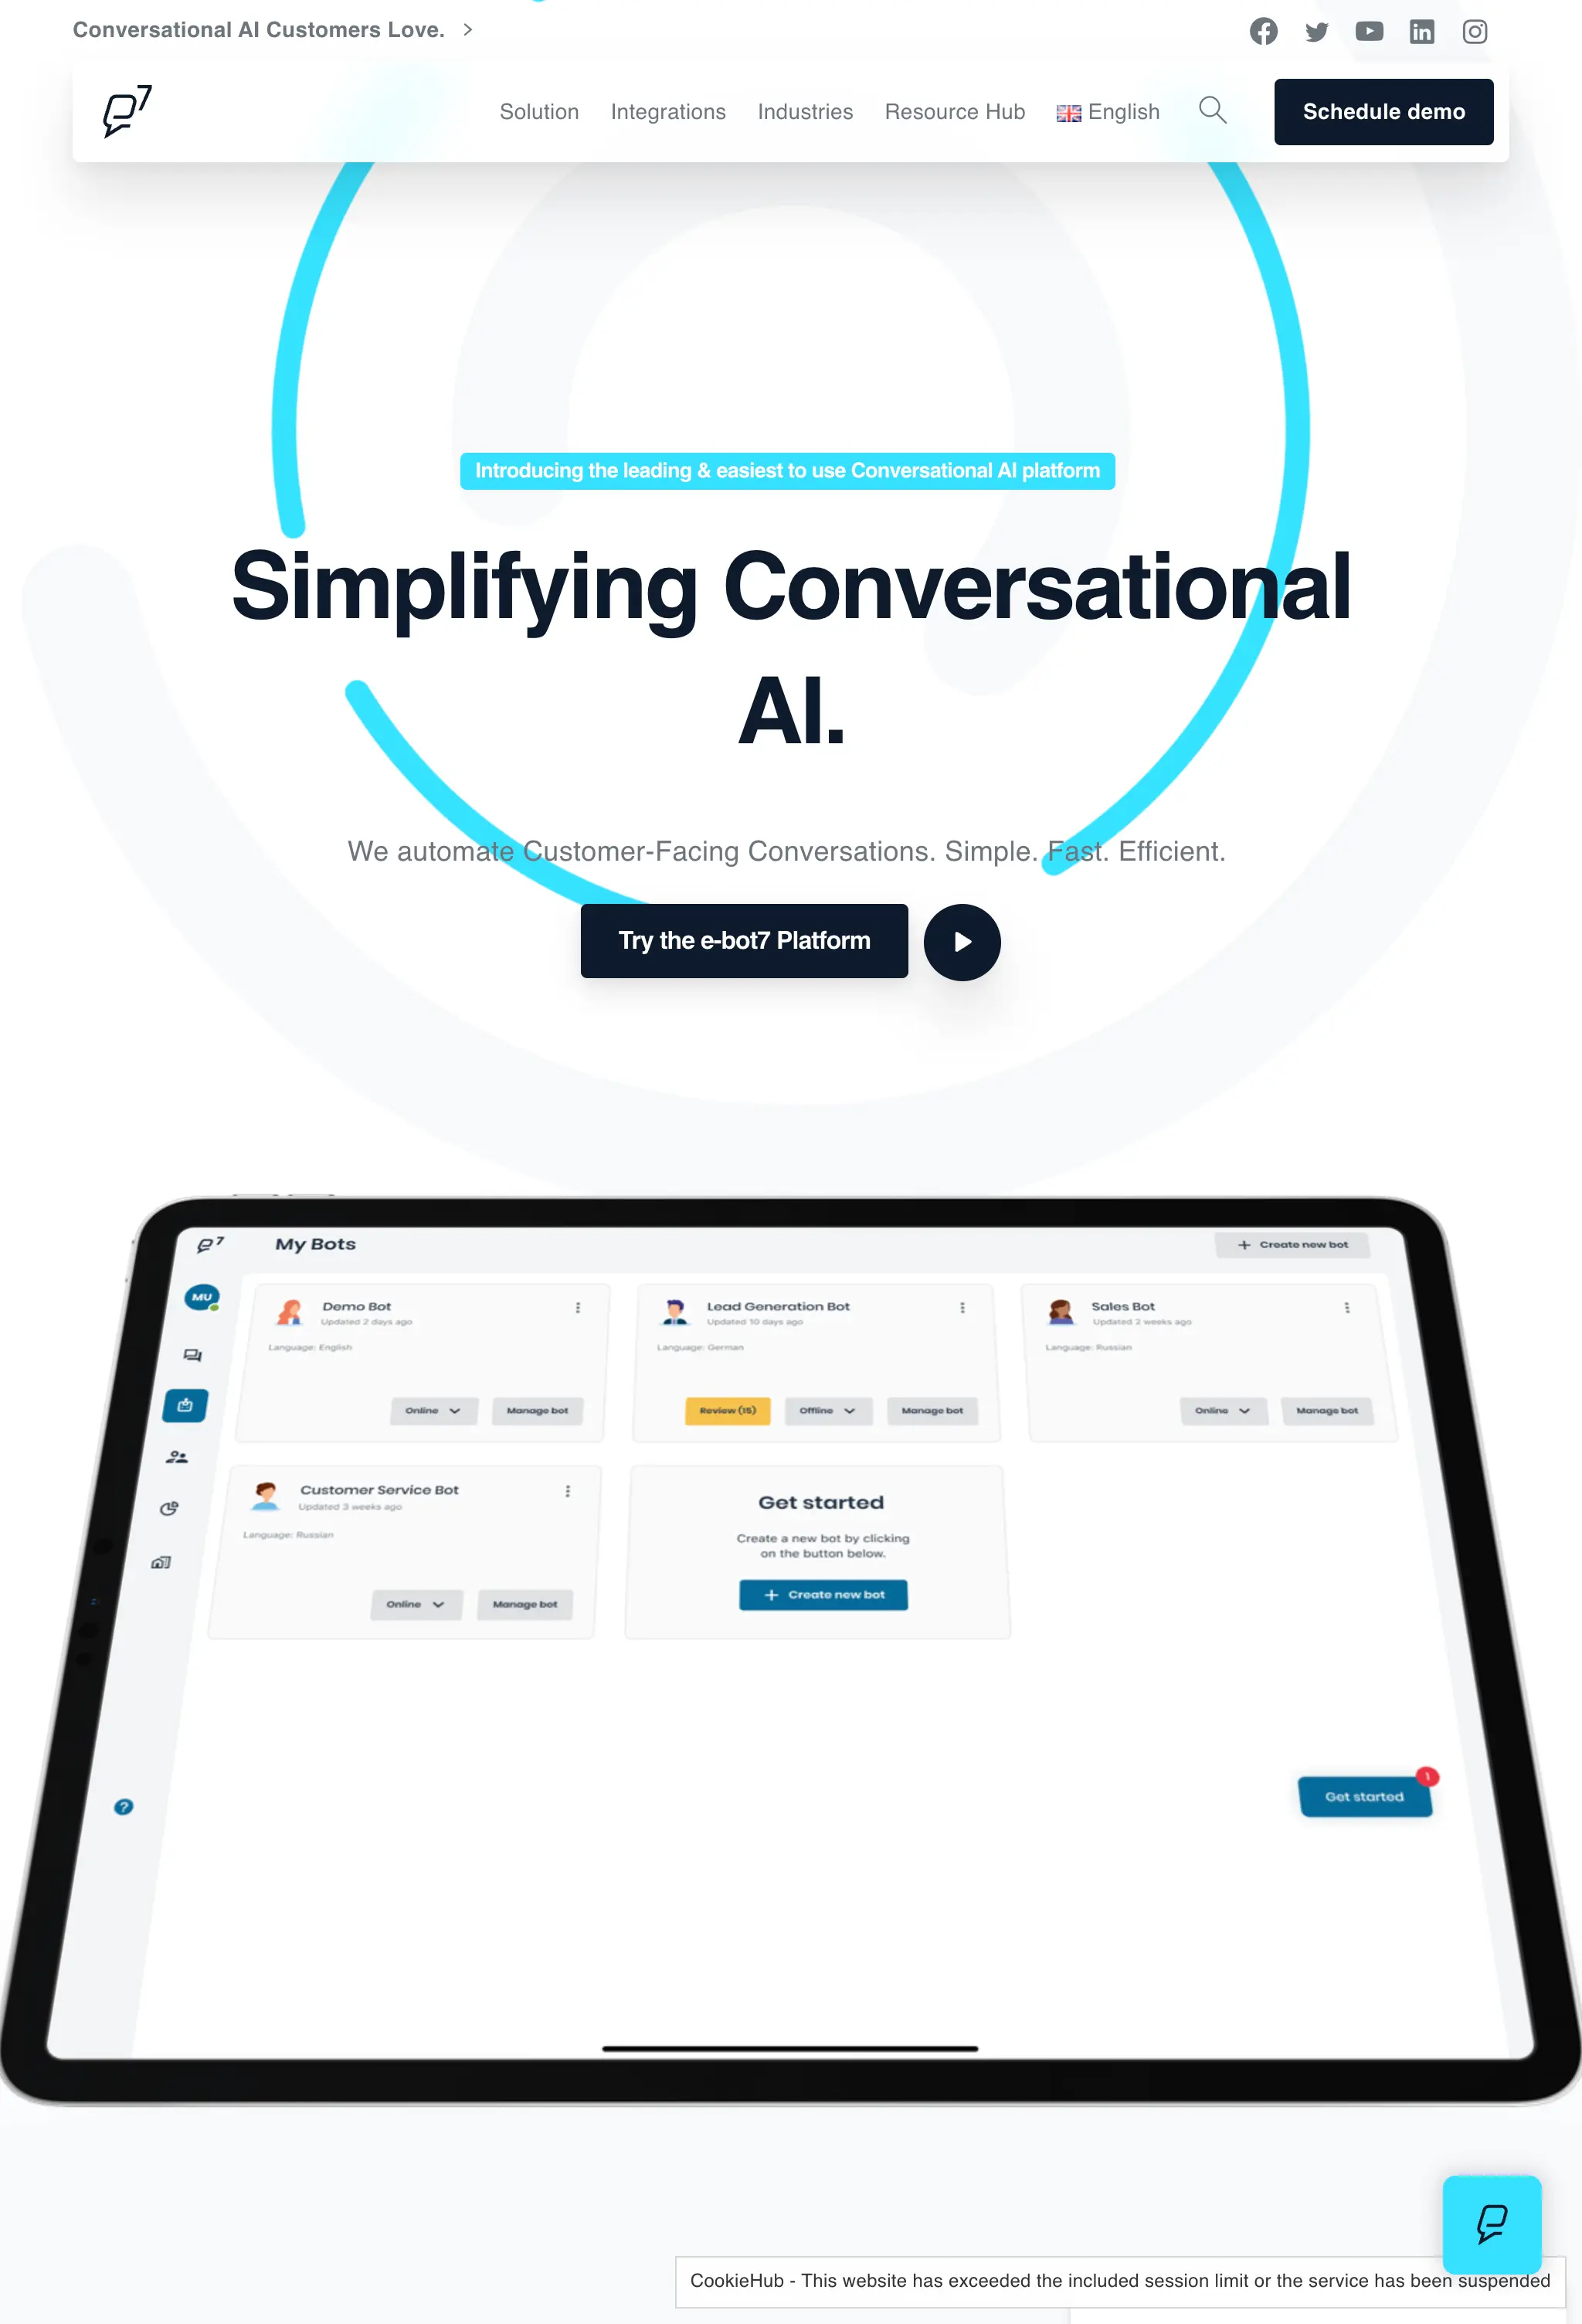 Conversational AI Customers Love.
Solution Integrations Industries Resource Hub English Schedule demo
Introducing the leading & easiest to use Conversational AI platform
Simplifying Conversational
AI.
We automate Customer-Facing Conversations. Simple. Fast. Efficient.
Try the e-bot7 Platform
My Bots
Create new bot
MU
Demo Bot
Updated 2 days ago
Language: English
Online Manage bot
Lead Generation Bot
Updated 10 days ago
Language: German
Review (15) Offline Manage bot
Sales Bot
Updated 2 weeks ago
Language: Russian
Online Manage bot
Customer Service Bot
Updated 3 weeks ago
Language: Russian
Online Manage bot
Get started
Create a new bot by clicking
on the button below.
Create new bot
1
Get started
?
CookieHub - This website has exceeded the included session limit or the service has been suspended